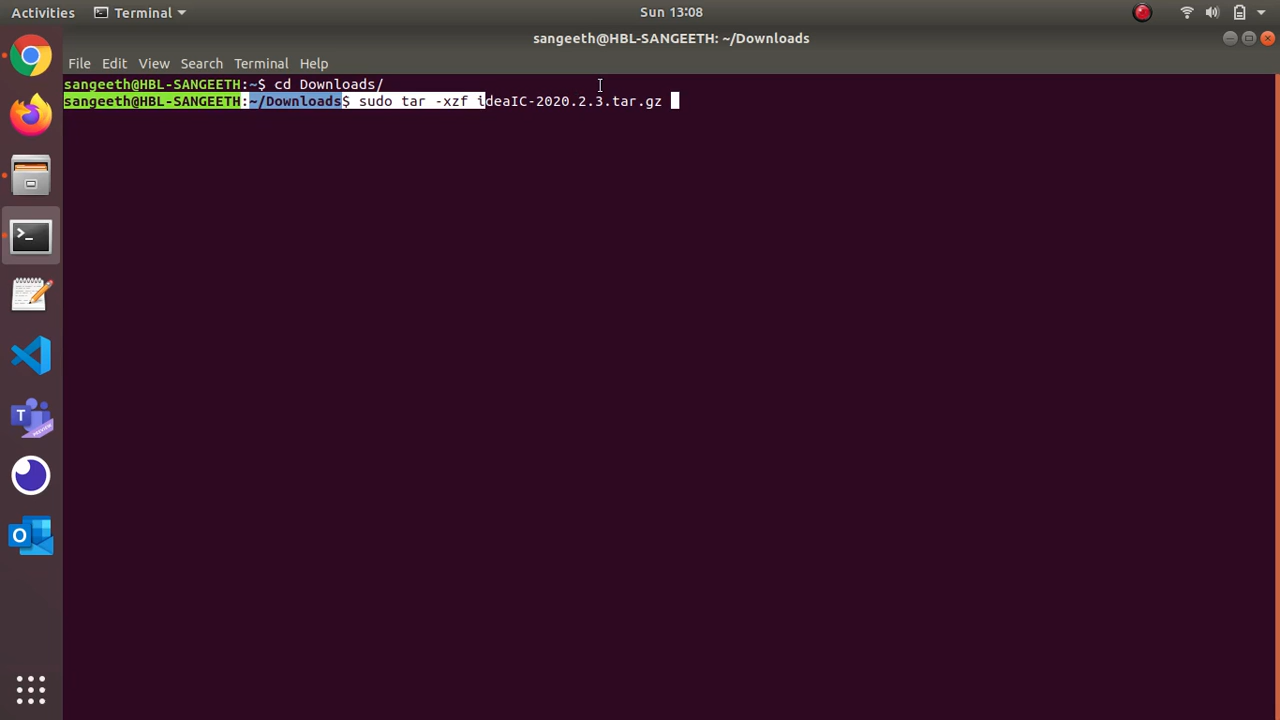 Activities Terminal Sun 13:08
sangeeth@HBL-SANGEETH: ~/Downloads
File Edit View Search Terminal Help
sangeeth@HBL-SANGEETH:~$ cd Downloads/
sangeeth@HBL-SANGEETH:~/Downloads$ sudo tar -xzf ideaIC-2020.2.3.tar.gz
T
PREVIEW
O